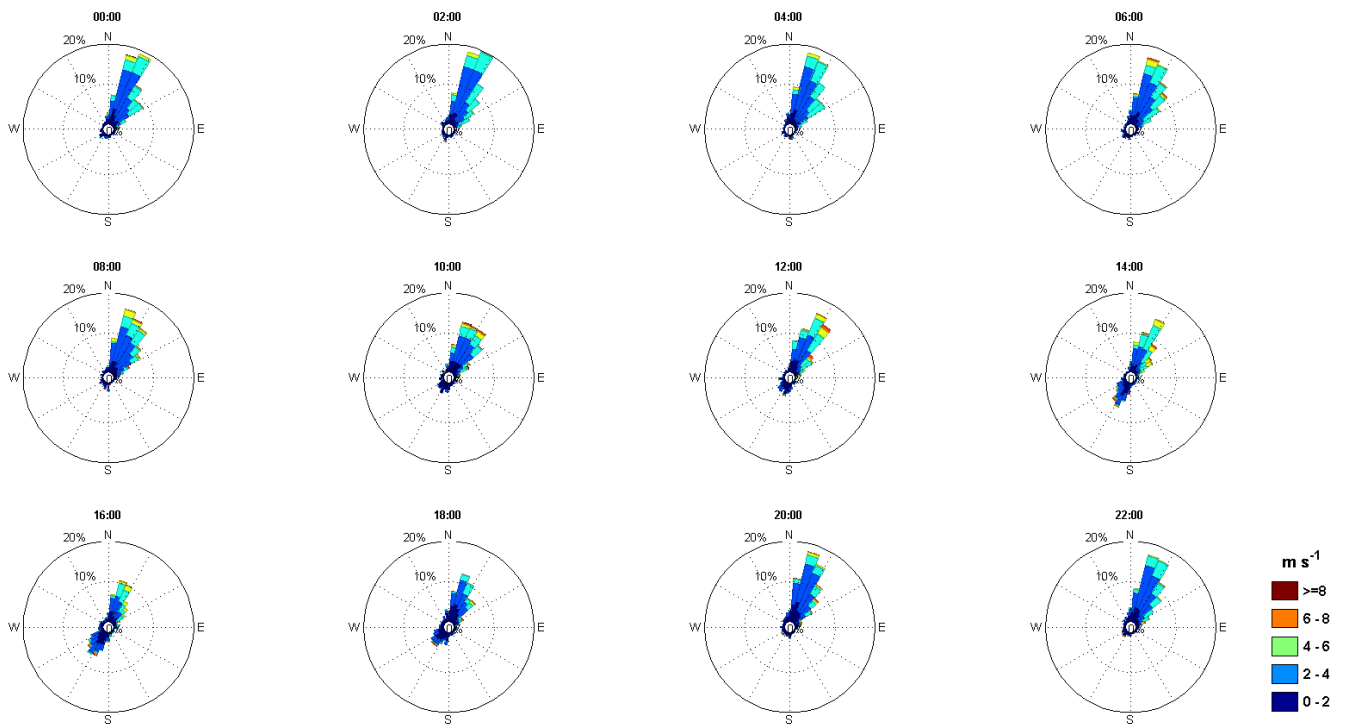 00:00
02:00
04:00
06:00
N
N
N
N
20%
20%
20%
20%
10%
10%
10%
10%
W
E
W
E
W
E
W
E
S
S
S
S
08:00
10:00
12:00
14:00
N
N
N
N
20%
20%
20%
20%
10%
10%
10%
10%
W
E
W
E
W
E
W
E
S
S
S
S
16:00
18:00
20:00
22:00
N
N
N
N
20%
20%
20%
20%
10%
10%
10%
10%
W
E
W
E
W
E
W
E
S
S
S
S
m s⁻¹
>=8
6 - 8
4 - 6
2 - 4
0 - 2